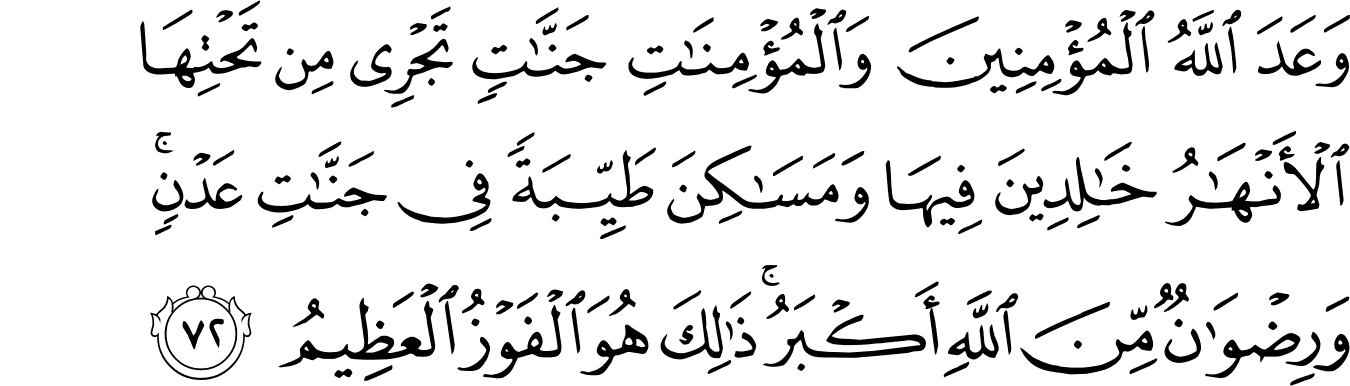 وَعَدَ ٱللَّهُ ٱلْمُؤْمِنِينَ وَٱلْمُؤْمِنَـٰتِ جَنَّـٰتٍ تَجْرِى مِن تَحْتِهَا
ٱلْأَنْهَـٰرُ خَـٰلِدِينَ فِيهَا وَمَسَـٰكِنَ طَيِّبَةً فِى جَنَّـٰتِ عَدْنٍ ۚ
وَرِضْوَٰنٌ مِّنَ ٱللَّهِ أَكْبَرُ ۚ ذَٰلِكَ هُوَ ٱلْفَوْزُ ٱلْعَظِيمُ ٧٢